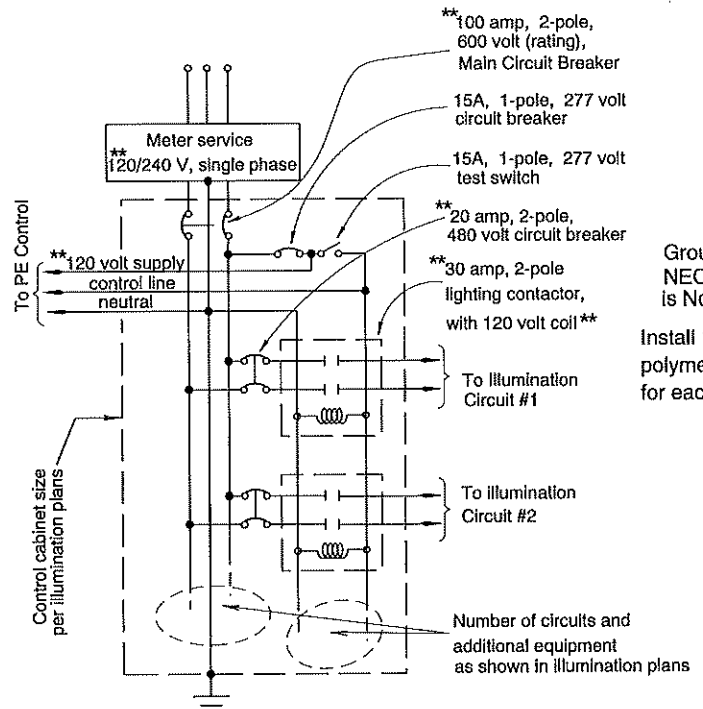 **100 amp, 2-pole,
600 volt (rating),
Main Circuit Breaker
15A, 1-pole, 277 volt
circuit breaker
15A, 1-pole, 277 volt
test switch
**20 amp, 2-pole,
480 volt circuit breaker
**30 amp, 2-pole
lighting contactor,
with 120 volt coil**
Meter service
**120/240 V, single phase
To PE Control
**120 volt supply
control line
neutral
To Illumination
Circuit #1
To illumination
Circuit #2
Control cabinet size
per illumination plans
Number of circuits and
additional equipment
as shown in illumination plans
Grou
NEC
is No
Install
polyme
for eac